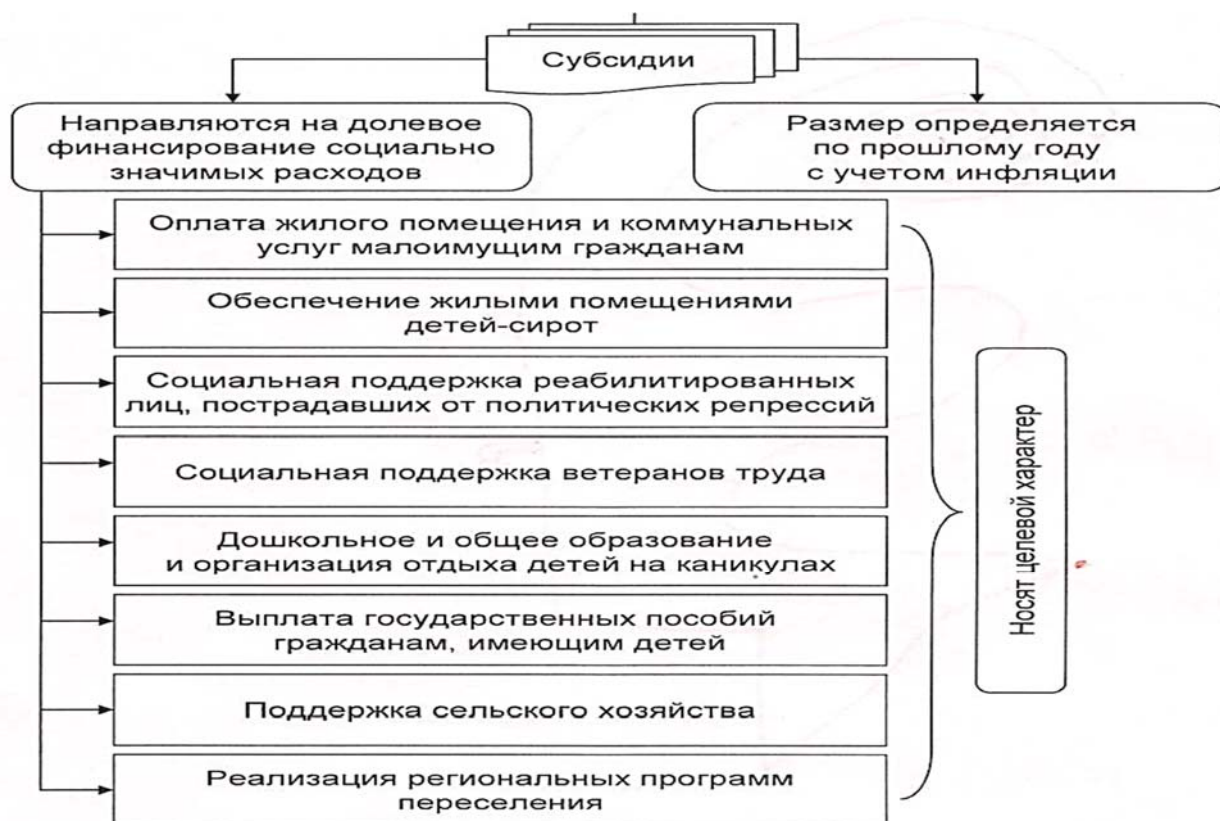 Субсидии
Направляются на долевое
финансирование социально
значимых расходов
Размер определяется
по прошлому году
с учетом инфляции
Оплата жилого помещения и коммунальных
услуг малоимущим гражданам
Обеспечение жилыми помещениями
детей-сирот
Социальная поддержка реабилитированных
лиц, пострадавших от политических репрессий
Социальная поддержка ветеранов труда
Дошкольное и общее образование
и организация отдыха детей на каникулах
Выплата государственных пособий
гражданам, имеющим детей
Поддержка сельского хозяйства
Реализация региональных программ
переселения
Носят целевой характер